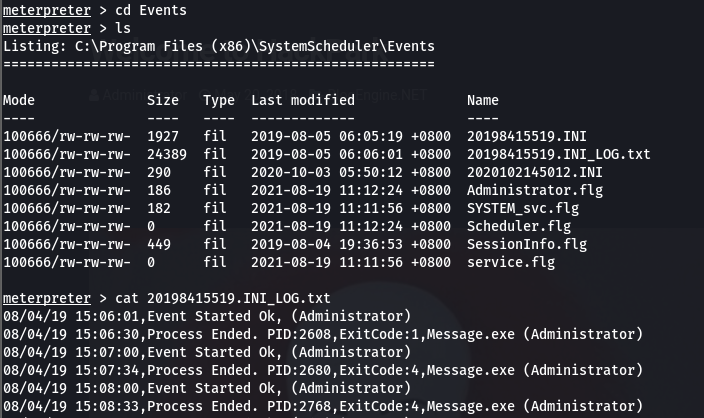 meterpreter > cd Events
meterpreter > ls
Listing: C:\Program Files (x86)\SystemScheduler\Events
======================================================
Mode              Size   Type  Last modified              Name
----              ----   ----  -------------              ----
100666/rw-rw-rw-  1927   fil   2019-08-05 06:05:19 +0800  20198415519.INI
100666/rw-rw-rw-  24389  fil   2019-08-05 06:06:01 +0800  20198415519.INI_LOG.txt
100666/rw-rw-rw-  290    fil   2020-10-03 05:50:12 +0800  2020102145012.INI
100666/rw-rw-rw-  186    fil   2021-08-19 11:12:24 +0800  Administrator.flg
100666/rw-rw-rw-  182    fil   2021-08-19 11:11:56 +0800  SYSTEM_svc.flg
100666/rw-rw-rw-  0      fil   2021-08-19 11:12:24 +0800  Scheduler.flg
100666/rw-rw-rw-  449    fil   2019-08-04 19:36:53 +0800  SessionInfo.flg
100666/rw-rw-rw-  0      fil   2021-08-19 11:11:56 +0800  service.flg
meterpreter > cat 20198415519.INI_LOG.txt
08/04/19 15:06:01,Event Started Ok, (Administrator)
08/04/19 15:06:30,Process Ended. PID:2608,ExitCode:1,Message.exe (Administrator)
08/04/19 15:07:00,Event Started Ok, (Administrator)
08/04/19 15:07:34,Process Ended. PID:2680,ExitCode:4,Message.exe (Administrator)
08/04/19 15:08:00,Event Started Ok, (Administrator)
08/04/19 15:08:33,Process Ended. PID:2768,ExitCode:4,Message.exe (Administrator)